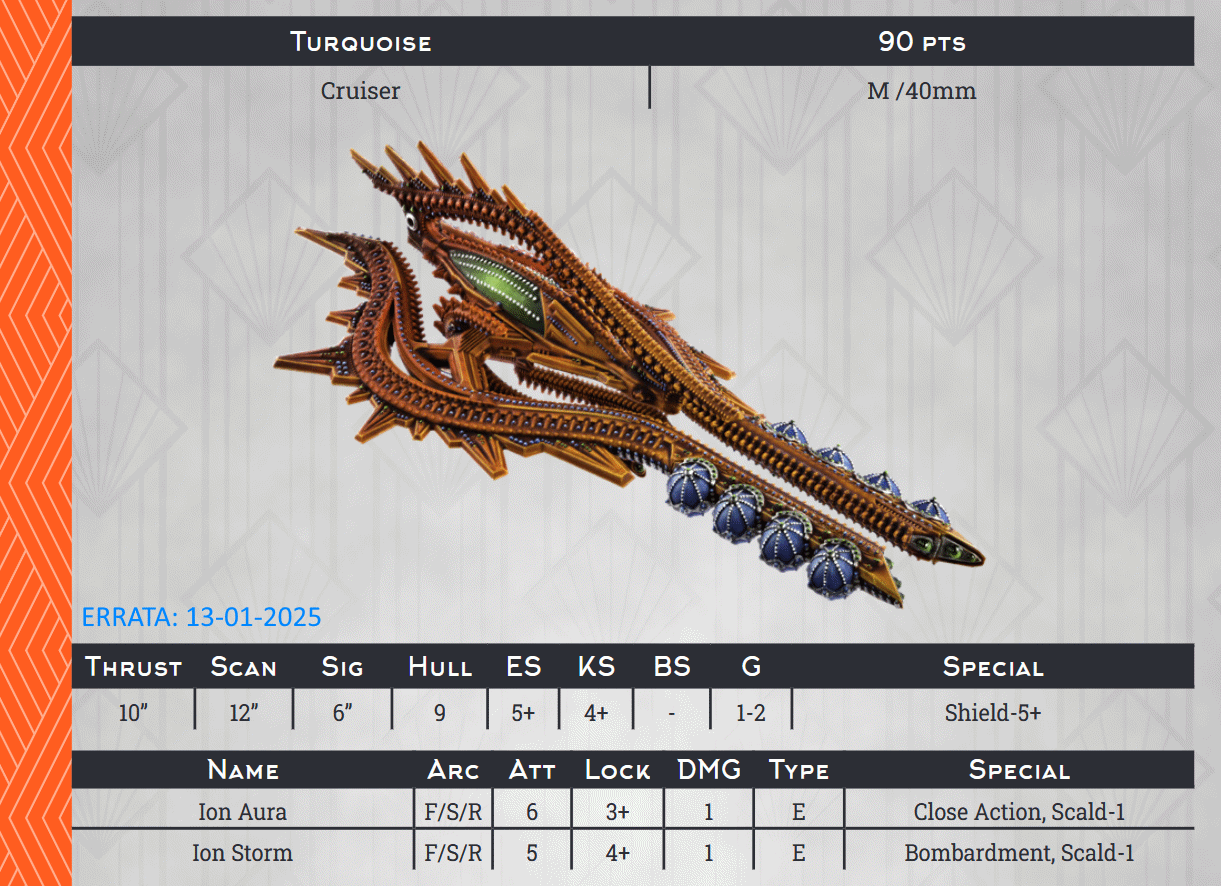 Turquoise 90 pts
Cruiser M /40mm
ERRATA: 13-01-2025
Thrust Scan Sig Hull ES KS BS G Special
10” 12” 6” 9 5+ 4+ - 1-2 Shield-5+
Name Arc Att Lock DMG Type Special
Ion Aura F/S/R 6 3+ 1 E Close Action, Scald-1
Ion Storm F/S/R 5 4+ 1 E Bombardment, Scald-1